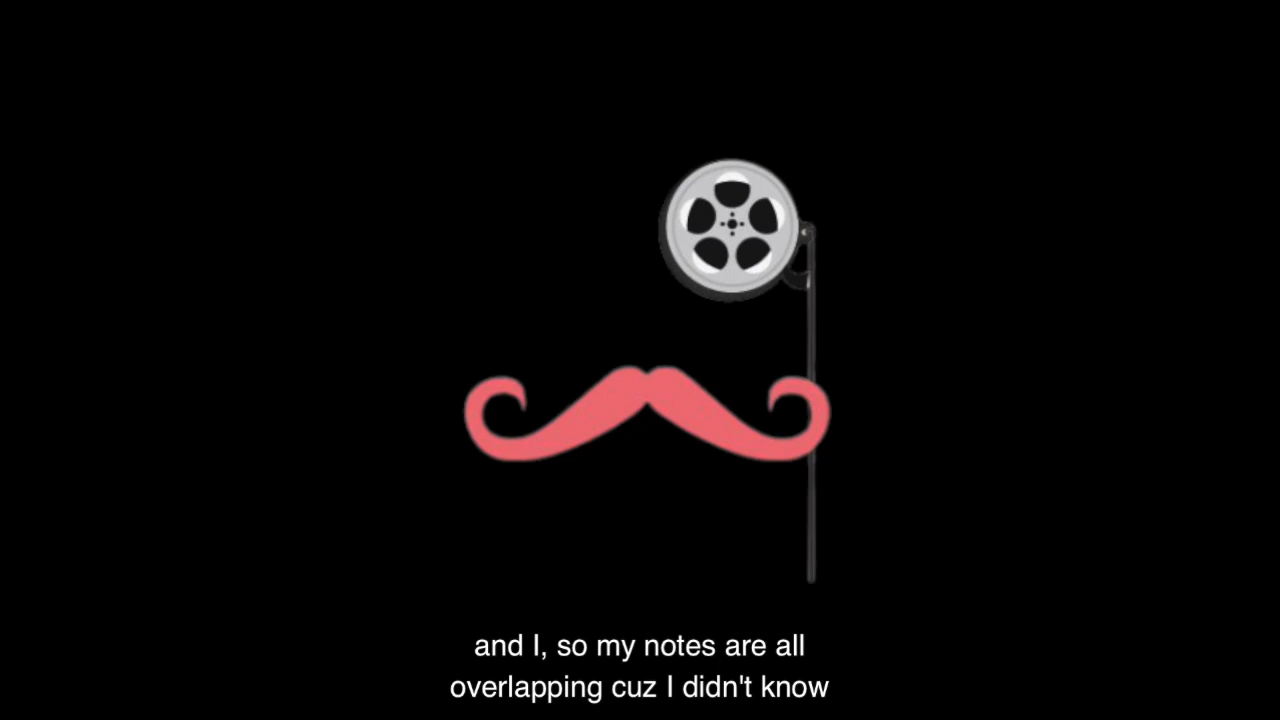 and I, so my notes are all
overlapping cuz I didn't know